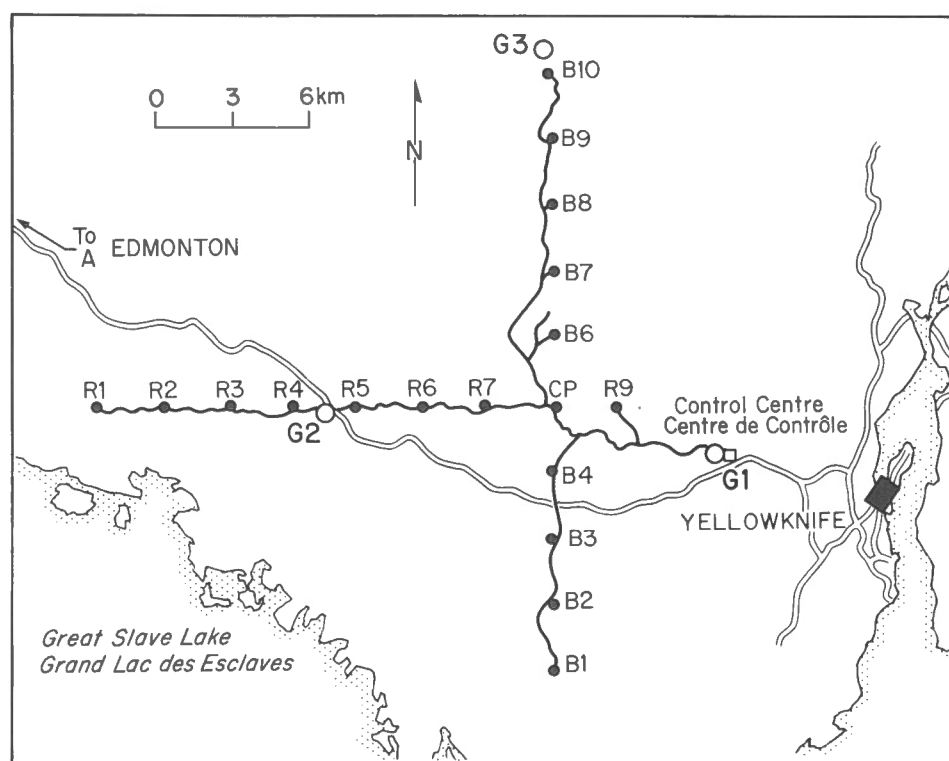 G3
B10
0 3 6km
N
B9
B8
To
A EDMONTON
B7
B6
R1 R2 R3 R4 R5 R6 R7 CP R9
G2
Control Centre
Centre de Contrôle
G1
B4
YELLOWKNIFE
B3
B2
Great Slave Lake
Grand Lac des Esclaves
B1